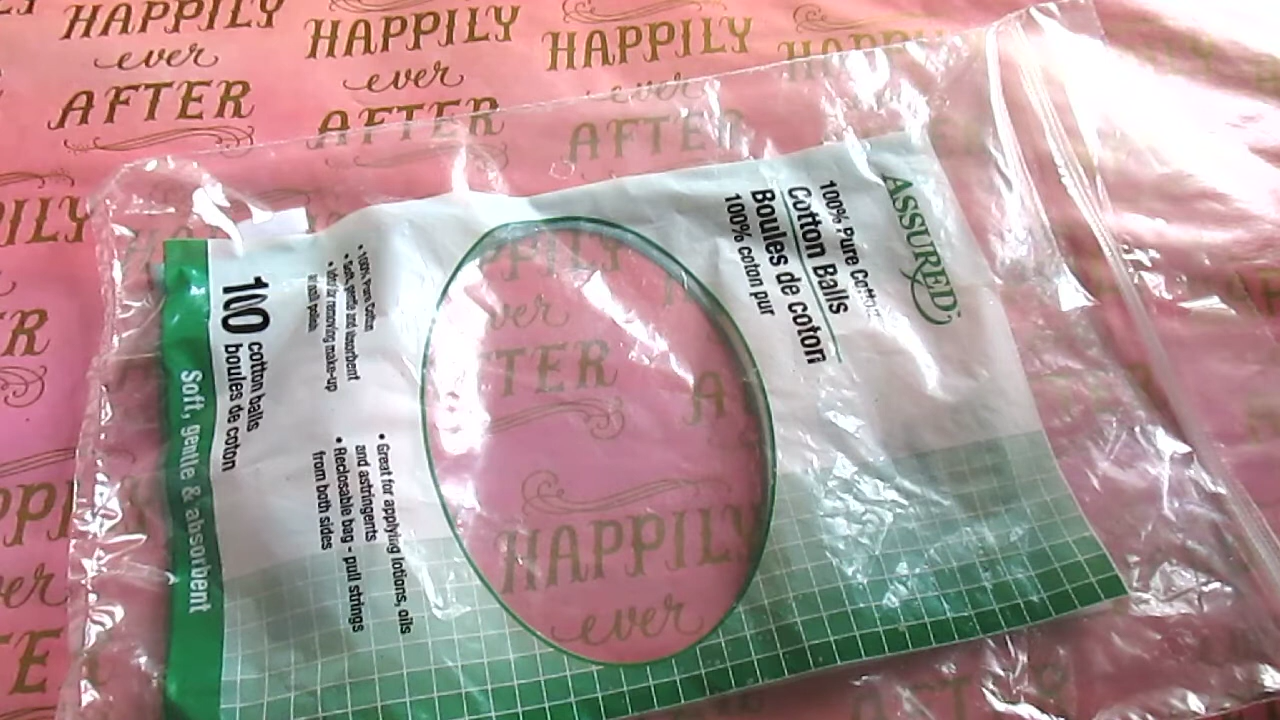 ASSURED
100% Pure Cotton
Cotton Balls
Boules de coton
100% coton pur
• 100% Pure Cotton
• Soft, gentle and absorbent
• Ideal for removing make-up
and nail polish
• Great for applying lotions, oils
and astringents
• Reclosable bag - pull strings
from both sides
100 cotton balls
boules de coton
Soft, gentle & absorbent
HAPPILY
ever
AFTER
HAPPILY
ever
AFTER
HAPPILY
ever
AFTER
HAPPILY
ever